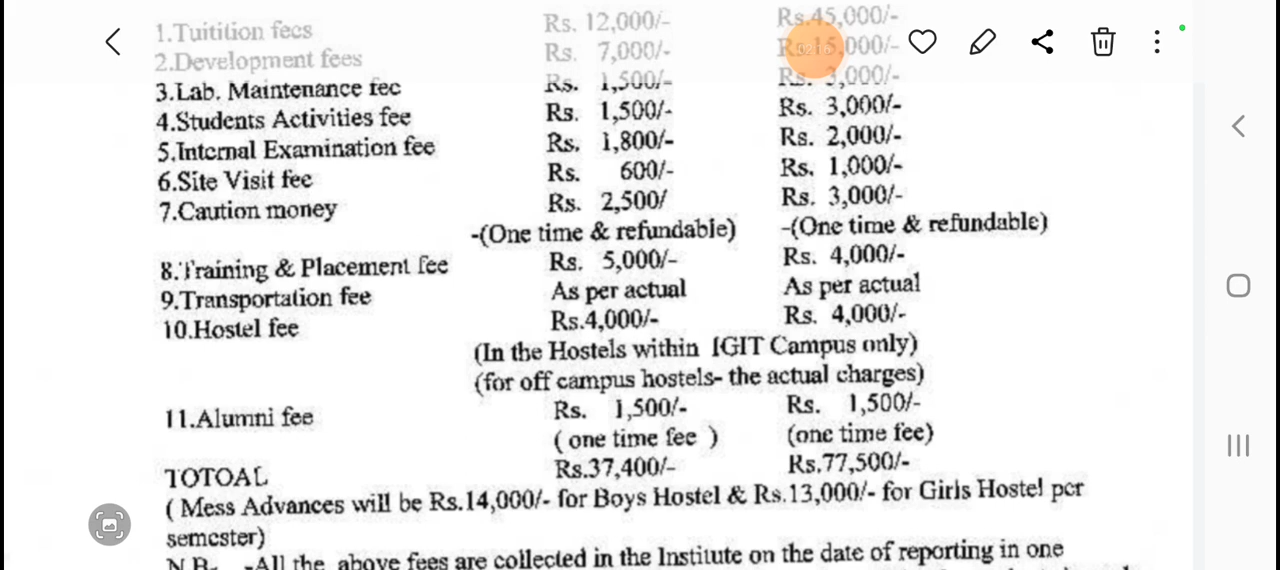 1.Tuitition fees Rs. 12,000/- Rs.45,000/-
2.Development fees Rs. 7,000/- 15,000/-
3.Lab. Maintenance fee Rs. 1,500/- Rs. 3,000/-
4.Students Activities fee Rs. 1,500/- Rs. 3,000/-
5.Internal Examination fee Rs. 1,800/- Rs. 2,000/-
6.Site Visit fee Rs. 600/- Rs. 1,000/-
7.Caution money Rs. 2,500/ Rs. 3,000/-
-(One time & refundable) -(One time & refundable)
8.Training & Placement fee Rs. 5,000/- Rs. 4,000/-
9.Transportation fee As per actual As per actual
10.Hostel fee Rs.4,000/- Rs. 4,000/-
(In the Hostels within IGIT Campus only)
(for off campus hostels- the actual charges)
11.Alumni fee Rs. 1,500/- Rs. 1,500/-
( one time fee ) (one time fee)
TOTOAL Rs.37,400/- Rs.77,500/-
( Mess Advances will be Rs.14,000/- for Boys Hostel & Rs.13,000/- for Girls Hostel per
semester)
N.B- -All the above fees are collected in the Institute on the date of reporting in one